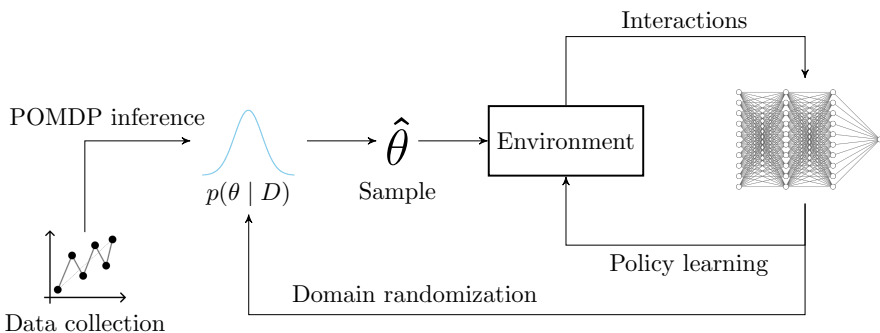 Interactions
POMDP inference
Environment
θ̂
p(θ | D)
Sample
Policy learning
Domain randomization
Data collection